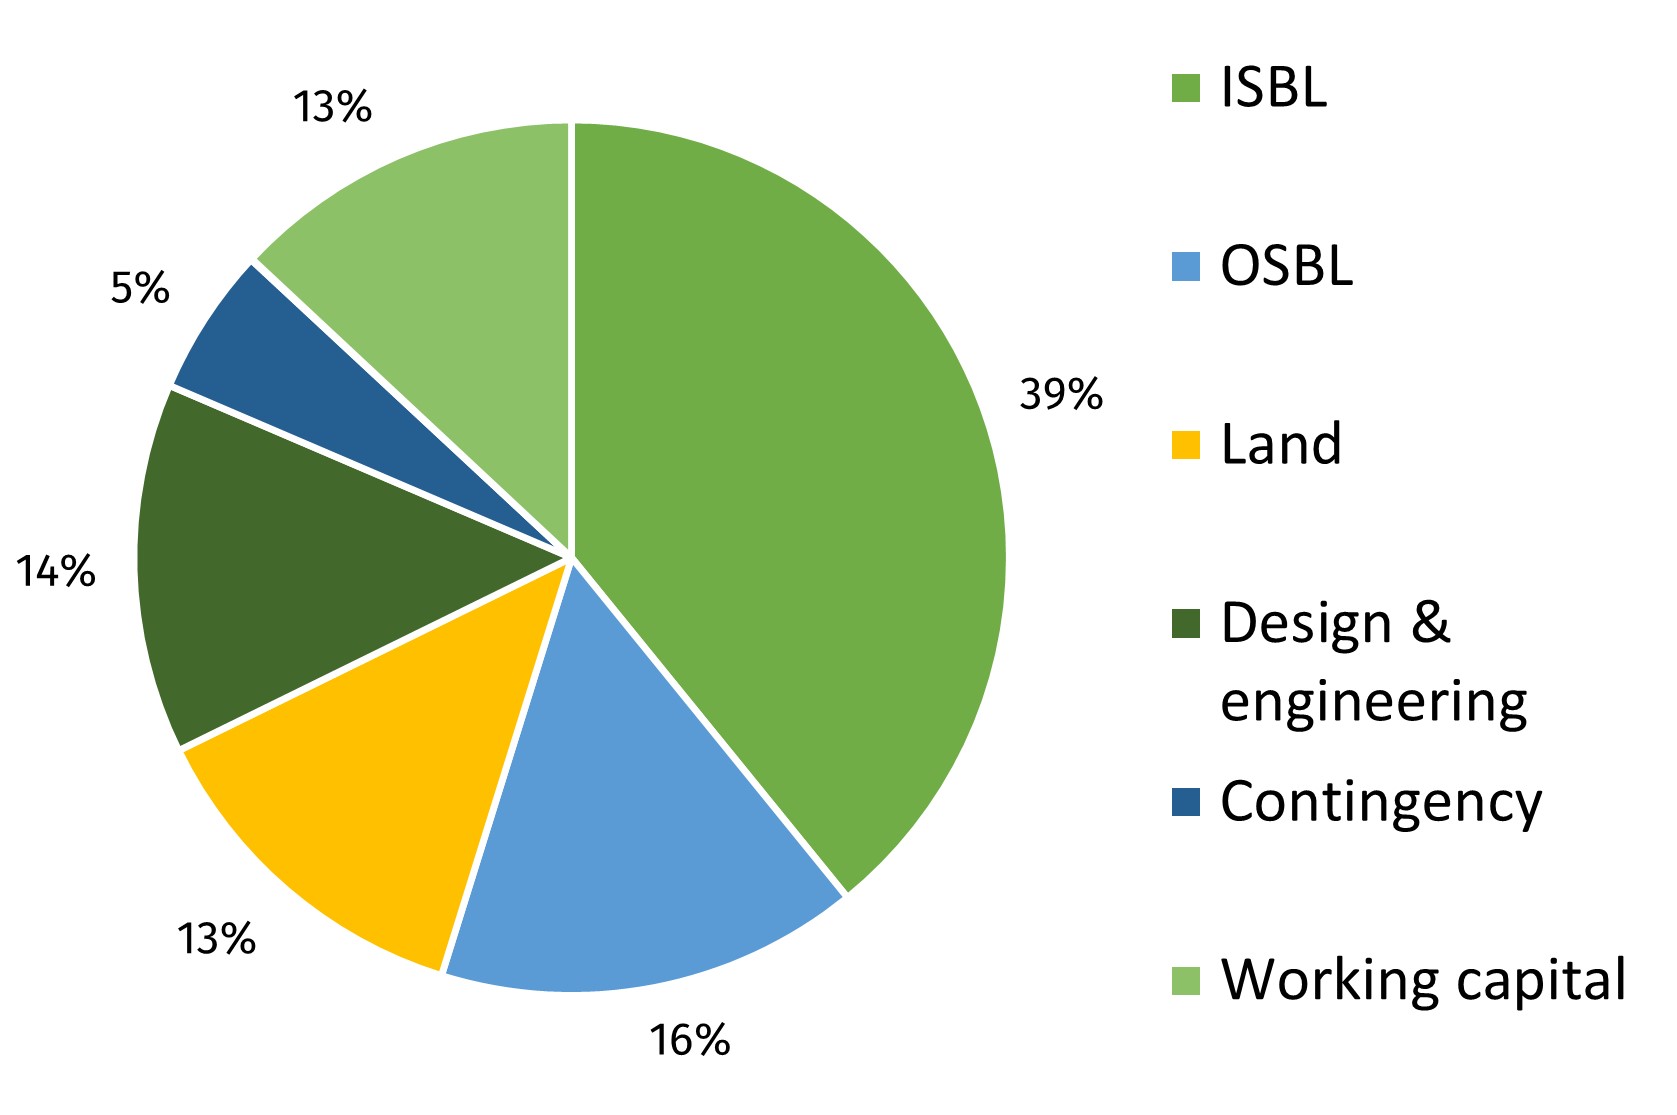 13%
5%
39%
14%
13%
16%
ISBL
OSBL
Land
Design &
engineering
Contingency
Working capital